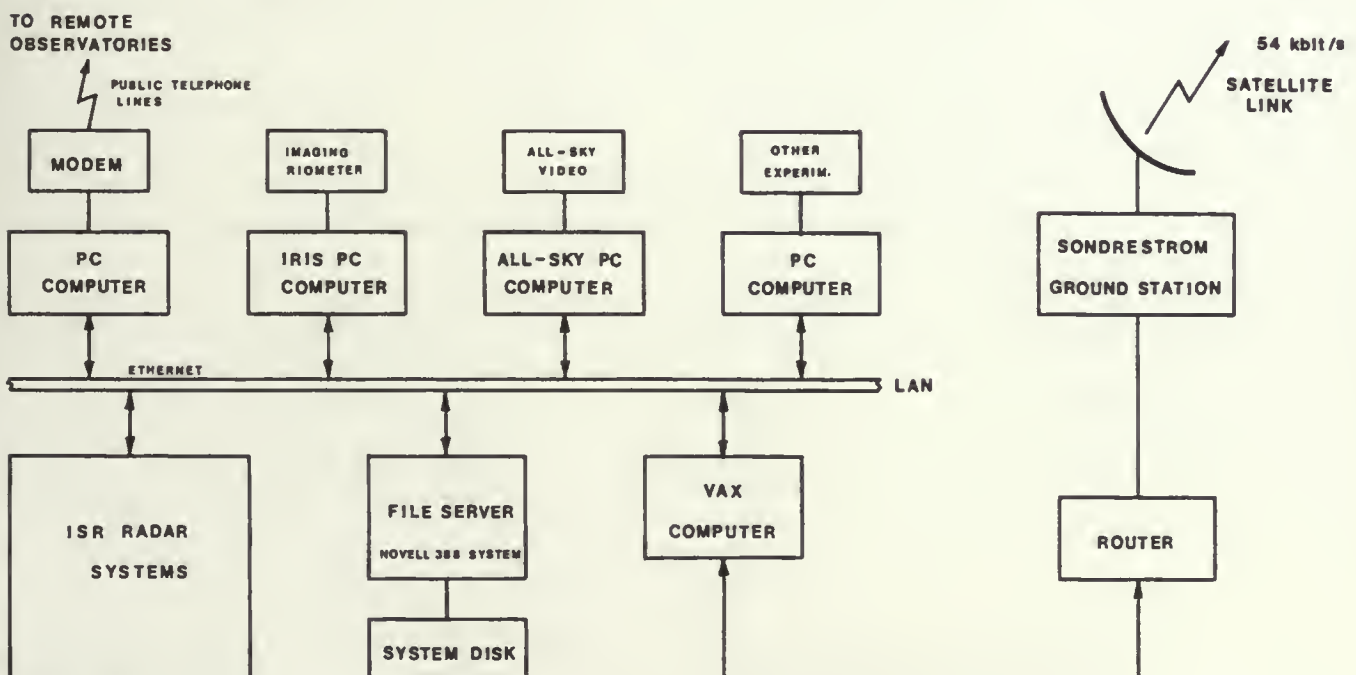 TO REMOTE
OBSERVATORIES
PUBLIC TELEPHONE
LINES
54 kbit/s
SATELLITE
LINK
MODEM
IMAGING
RIOMETER
ALL-SKY
VIDEO
OTHER
EXPERIM.
PC
COMPUTER
IRIS PC
COMPUTER
ALL-SKY PC
COMPUTER
PC
COMPUTER
SONDRESTROM
GROUND STATION
ETHERNET
LAN
ISR RADAR
SYSTEMS
FILE SERVER
NOVELL 386 SYSTEM
VAX
COMPUTER
ROUTER
SYSTEM DISK